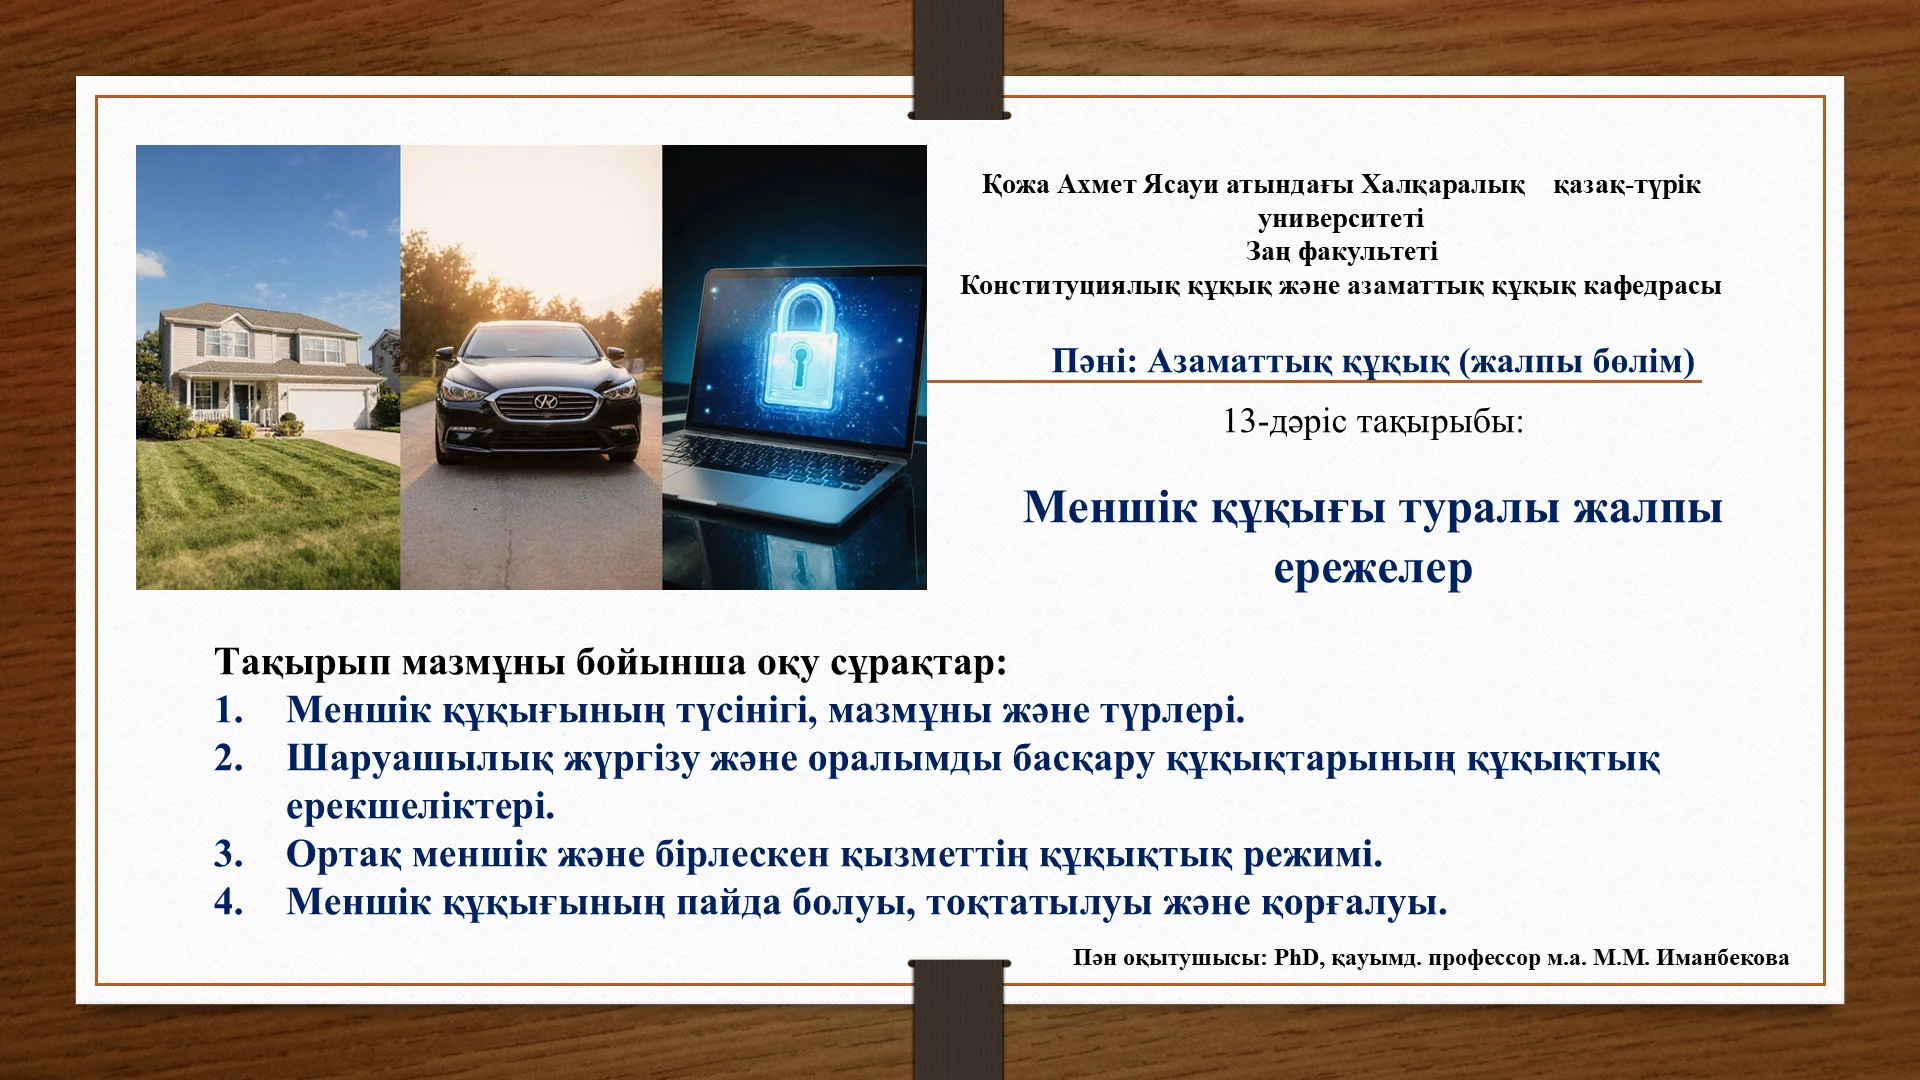 Қожа Ахмет Ясауи атындағы Халқаралық қазақ-түрік
университеті
Заң факультеті
Конституциялық құқық және азаматтық құқық кафедрасы
Пәні: Азаматтық құқық (жалпы бөлім)
13-дәріс тақырыбы:
Меншік құқығы туралы жалпы
ережелер
Тақырып мазмұны бойынша оқу сұрақтар:
1. Меншік құқығының түсінігі, мазмұны және түрлері.
2. Шаруашылық жүргізу және оралымды басқару құқықтарының құқықтық
ерекшеліктері.
3. Ортақ меншік және бірлескен қызметтің құқықтық режимі.
4. Меншік құқығының пайда болуы, тоқтатылуы және қорғалуы.
Пән оқытушысы: PhD, қауымд. профессор м.а. М.М. Иманбекова